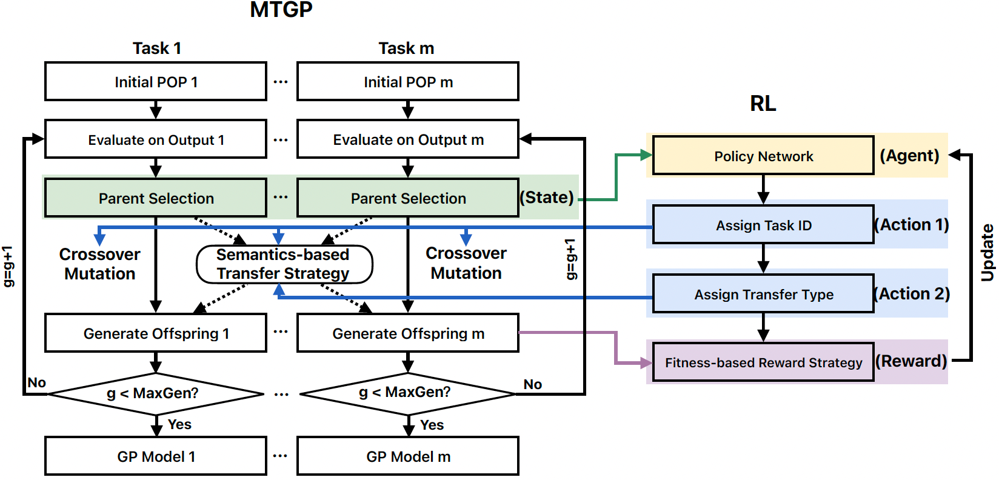 MTGP
Task 1
Task m
Initial POP 1
...
Initial POP m
Evaluate on Output 1
...
Evaluate on Output m
Parent Selection
...
Parent Selection
(State)
Crossover
Mutation
Semantics-based
Transfer Strategy
Crossover
Mutation
g=g+1
g=g+1
Generate Offspring 1
...
Generate Offspring m
No
g < MaxGen?
...
g < MaxGen?
No
Yes
Yes
GP Model 1
...
GP Model m
RL
Policy Network
(Agent)
Assign Task ID
(Action 1)
Assign Transfer Type
(Action 2)
Fitness-based Reward Strategy
(Reward)
Update